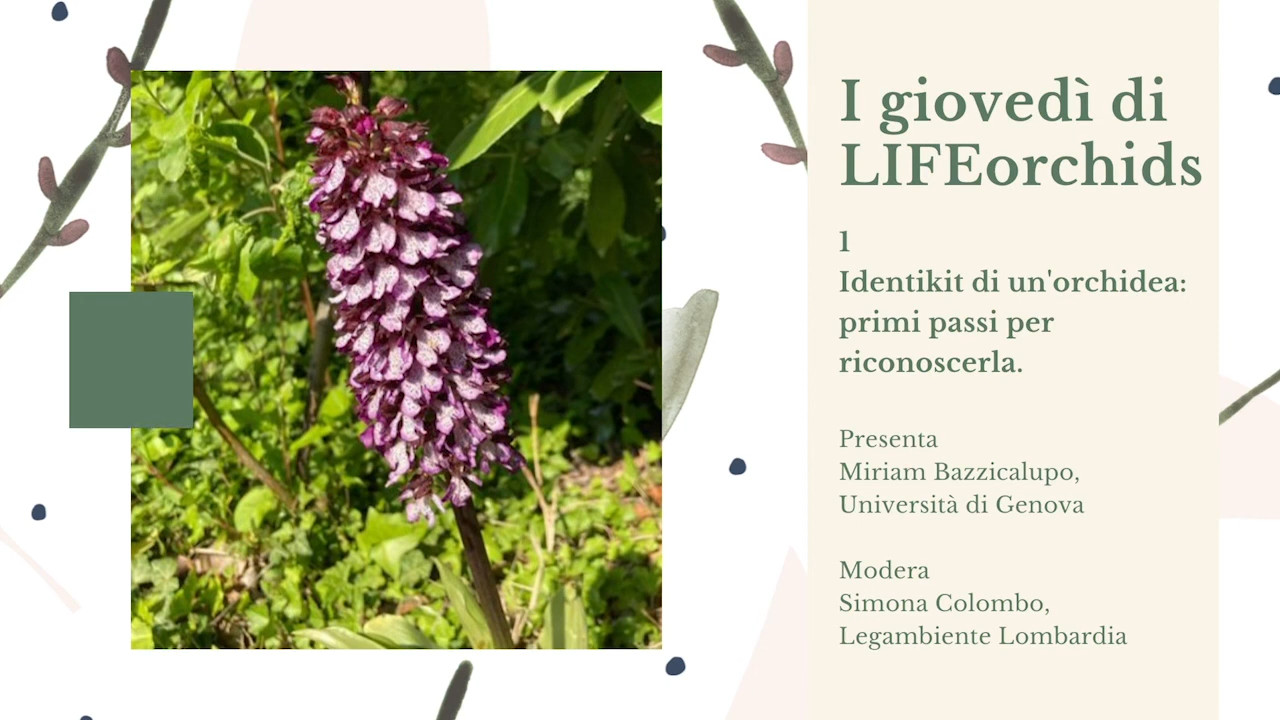 I giovedì di
LIFEorchids
1
Identikit di un'orchidea:
primi passi per
riconoscerla.
Presenta
Miriam Bazzicalupo,
Università di Genova
Modera
Simona Colombo,
Legambiente Lombardia